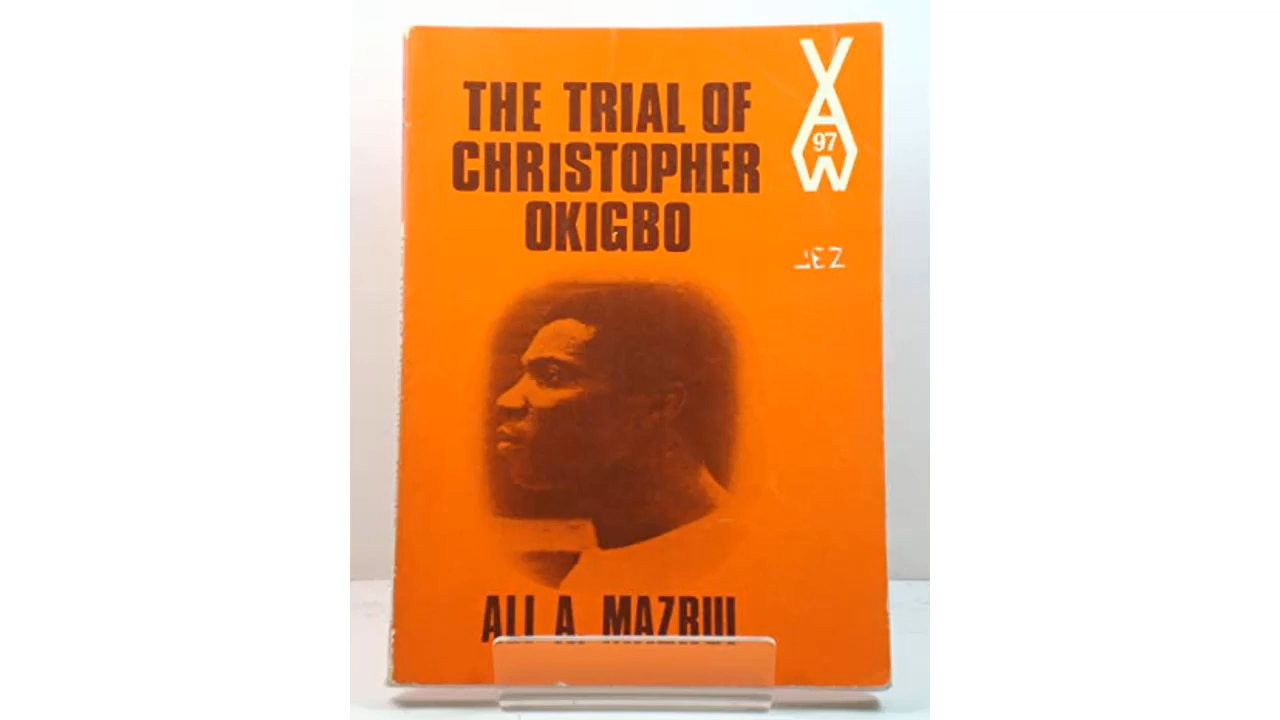 THE TRIAL OF
CHRISTOPHER
OKIGBO
A
97
W
ALI A. MAZRUI